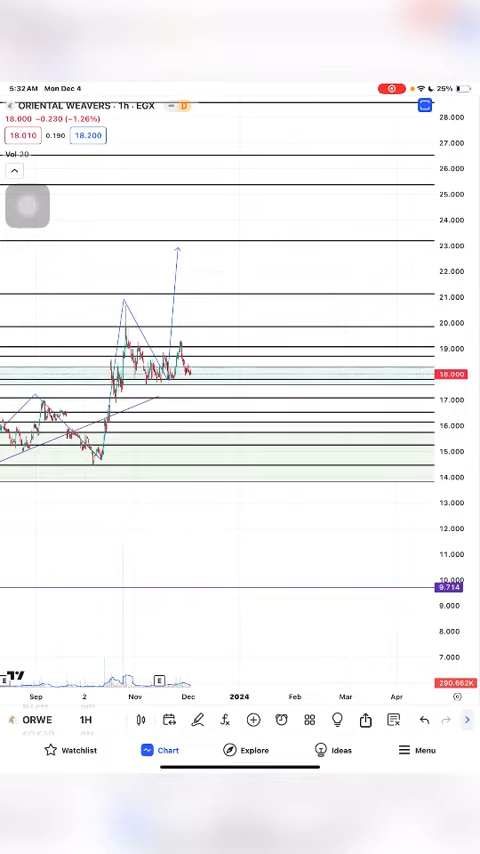 5:32 AM Mon Dec 4
25%
ORIENTAL WEAVERS · 1h · EGX
D
18.000 −0.230 (−1.26%)
18.010 0.190 18.200
Vol 20
28.000
27.000
26.000
25.000
24.000
23.000
22.000
21.000
20.000
19.000
18.000
17.000
16.000
15.000
14.000
13.000
12.000
11.000
10.000
9.714
9.000
8.000
7.000
290.662K
E
E
Sep 2 Nov Dec 2024 Feb Mar Apr
ORWE 1H
Watchlist Chart Explore Ideas Menu